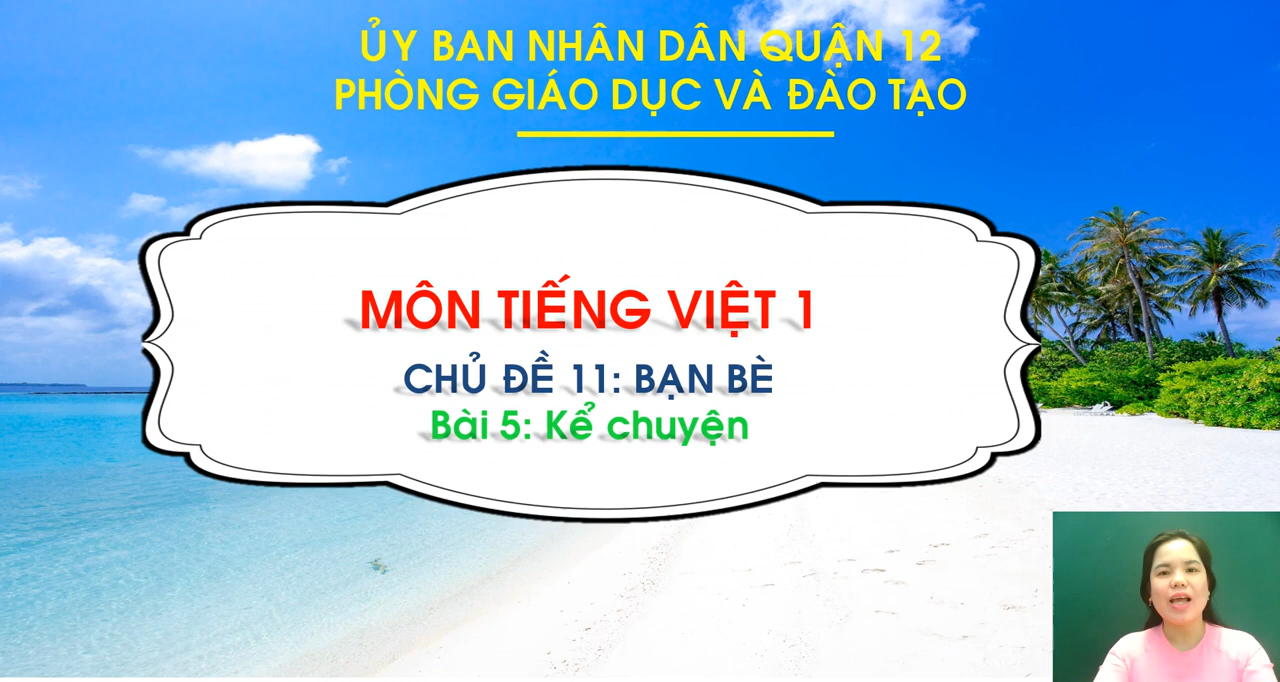 ỦY BAN NHÂN DÂN QUẬN 12
PHÒNG GIÁO DỤC VÀ ĐÀO TẠO
MÔN TIẾNG VIỆT 1
CHỦ ĐỀ 11: BẠN BÈ
Bài 5: Kể chuyện